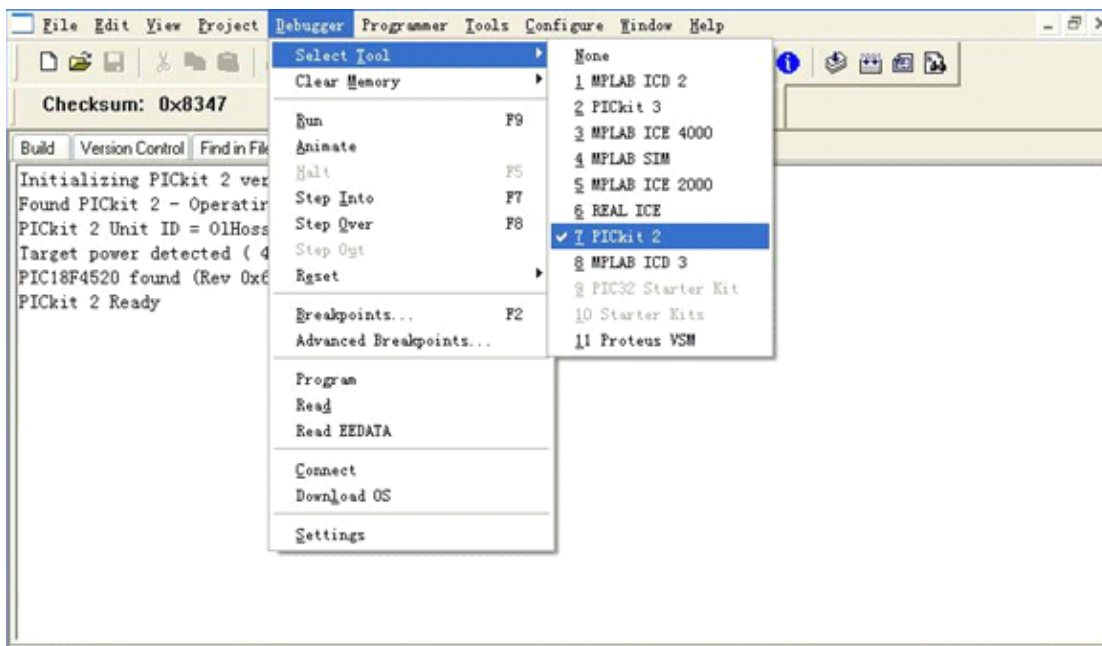 File Edit View Project Debugger Programmer Tools Configure Window Help
Checksum: 0x8347
Build Version Control Find in File
Initializing PICkit 2 ver
Found PICkit 2 - Operatin
PICkit 2 Unit ID = OlHoss
Target power detected ( 4
PIC18F4520 found (Rev 0x6
PICkit 2 Ready
Select Tool
Clear Memory
Run F9
Animate
Halt F5
Step Into F7
Step Over F8
Step Out
Reset
Breakpoints... F2
Advanced Breakpoints...
Program
Read
Read EEDATA
Connect
Download OS
Settings
None
1 MPLAB ICD 2
2 PICkit 3
3 MPLAB ICE 4000
4 MPLAB SIM
5 MPLAB ICE 2000
6 REAL ICE
7 PICkit 2
8 MPLAB ICD 3
9 PIC32 Starter Kit
10 Starter Kits
11 Proteus VSM